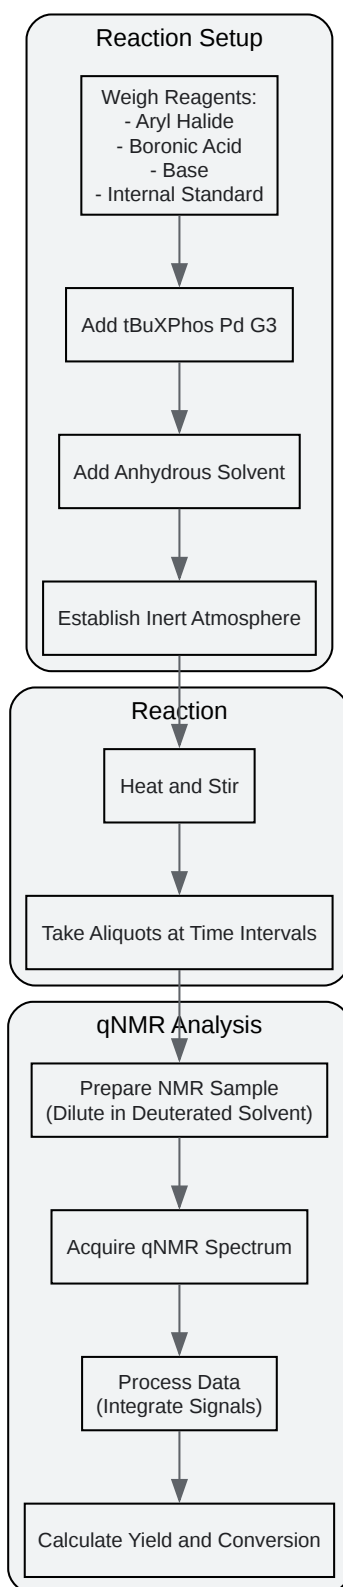 Reaction Setup
Weigh Reagents:
- Aryl Halide
- Boronic Acid
- Base
- Internal Standard
Add tBuXPhos Pd G3
Add Anhydrous Solvent
Establish Inert Atmosphere
Reaction
Heat and Stir
Take Aliquots at Time Intervals
qNMR Analysis
Prepare NMR Sample
(Dilute in Deuterated Solvent)
Acquire qNMR Spectrum
Process Data
(Integrate Signals)
Calculate Yield and Conversion